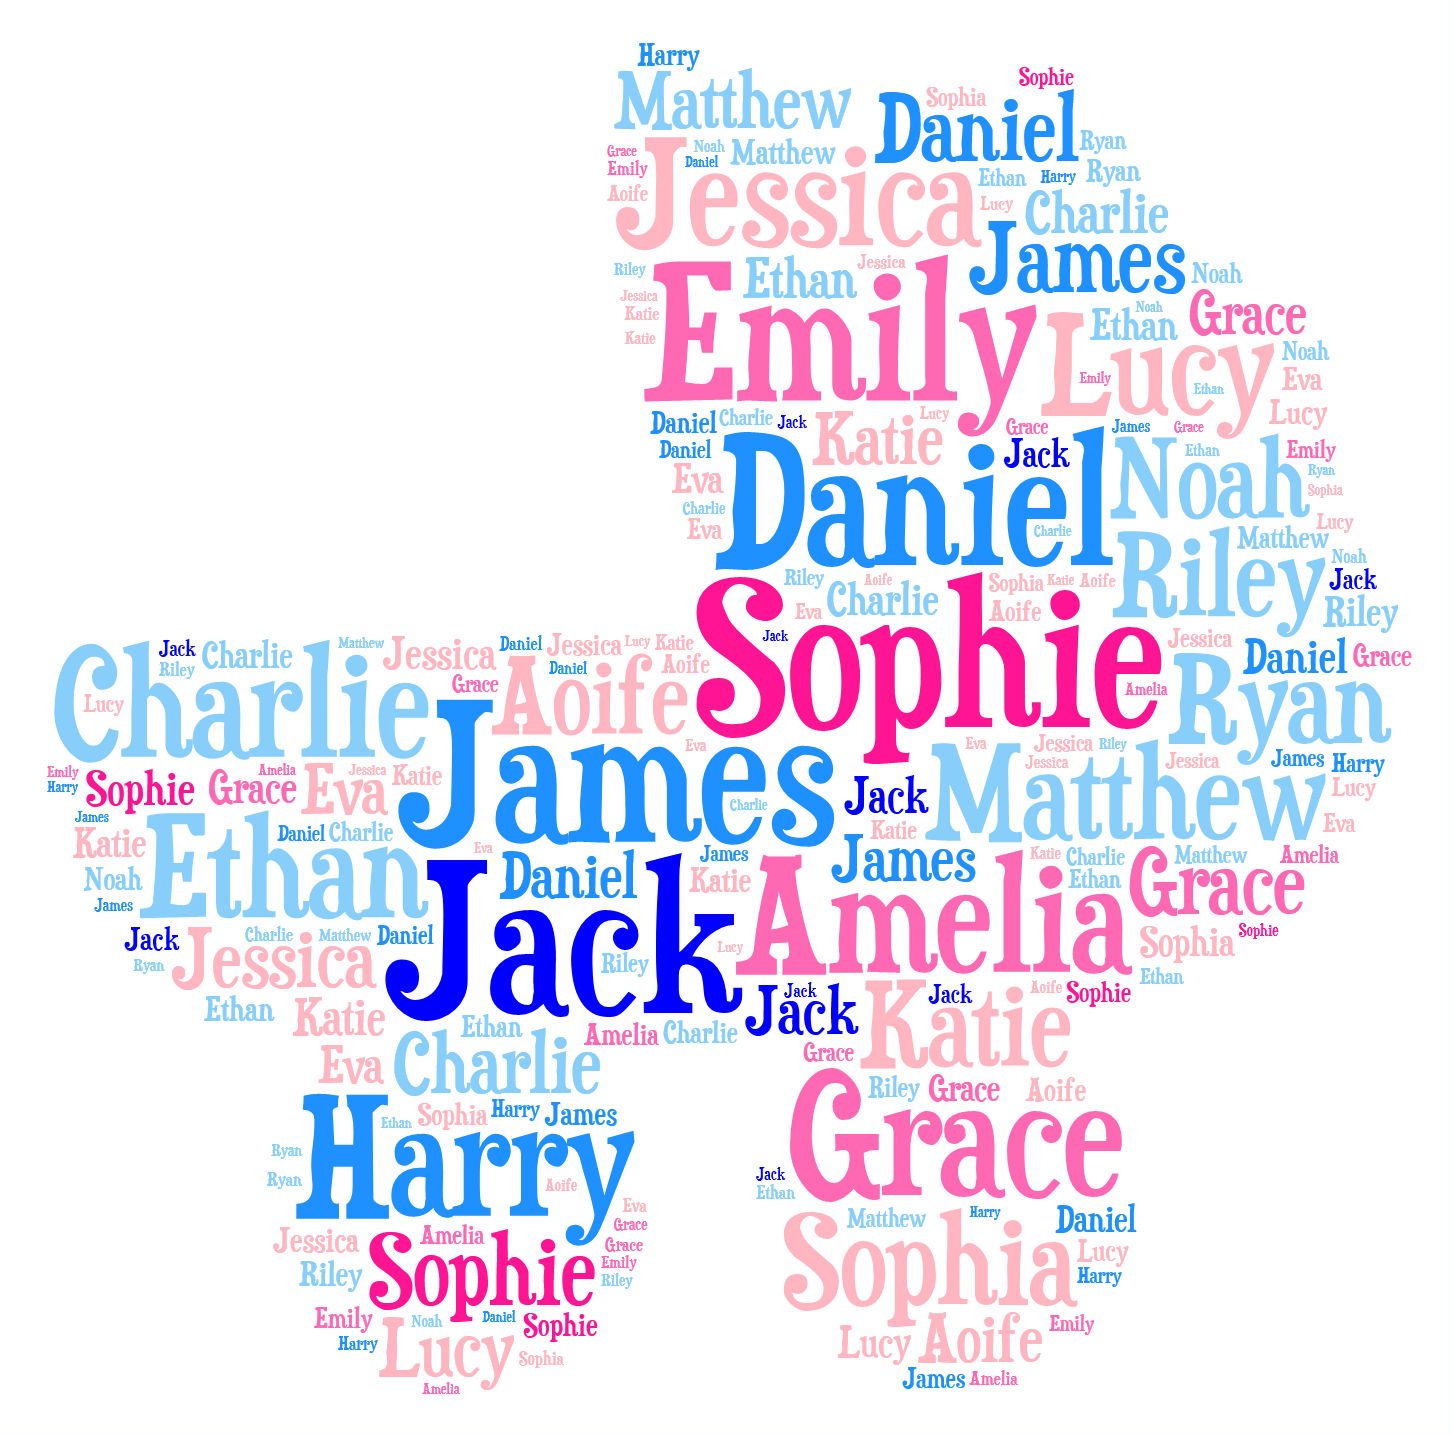 Harry
Sophie
Matthew
Sophia
Daniel
Ryan
Grace
Noah
Matthew
Daniel
Emily
Jessica
Ethan
Harry
Ryan
Aoife
Lucy
Charlie
James
Riley
Ethan
Jessica
Noah
Jessica
Katie
Emily
Noah
Grace
Ethan
Katie
Lucy
Noah
Emily
Ethan
Eva
Lucy
Daniel
Charlie
Jack
Katie
Lucy
Grace
James
Grace
Daniel
Jack
Noah
Ethan
Emily
Eva
Daniel
Ryan
Charlie
Sophia
Eva
Charlie
Lucy
Riley
Matthew
Noah
Riley
Aoife
Sophia
Katie
Aoife
Jack
Eva
Charlie
Aoife
Riley
Sophie
Jack
Charlie
Jack
Charlie
Matthew
Jessica
Daniel
Jessica
Lucy
Katie
Jessica
Daniel
Grace
Riley
Grace
Aoife
Daniel
Aoife
Ryan
Lucy
Amelia
James
Eva
Eva
Jessica
Riley
Emily
Harry
Sophie
Grace
Amelia
Eva
Jessica
Katie
Jessica
Matthew
Jessica
James
Harry
Charlie
Jack
Lucy
James
Katie
Ethan
Daniel
Charlie
Eva
Katie
Eva
Noah
James
Daniel
James
James
Katie
Charlie
Matthew
Amelia
Katie
Amelia
Ethan
Grace
Jack
Jack
Jessica
Charlie
Matthew
Daniel
Riley
Lucy
Sophia
Sophie
Ryan
Ethan
Ethan
Katie
Ethan
Amelia
Charlie
Jack
Jack
Jack
Katie
Aoife
Sophie
Eva
Charlie
Grace
Harry
Ethan
Sophia
Harry
James
Riley
Grace
Aoife
Grace
Ryan
Ryan
Aoife
Jack
Ethan
Eva
Grace
Matthew
Harry
Daniel
Jessica
Amelia
Grace
Sophia
Lucy
Riley
Sophie
Emily
Riley
Harry
Emily
Noah
Daniel
Sophie
Aoife
Emily
Harry
Lucy
Sophia
Lucy
Amelia
James
Amelia